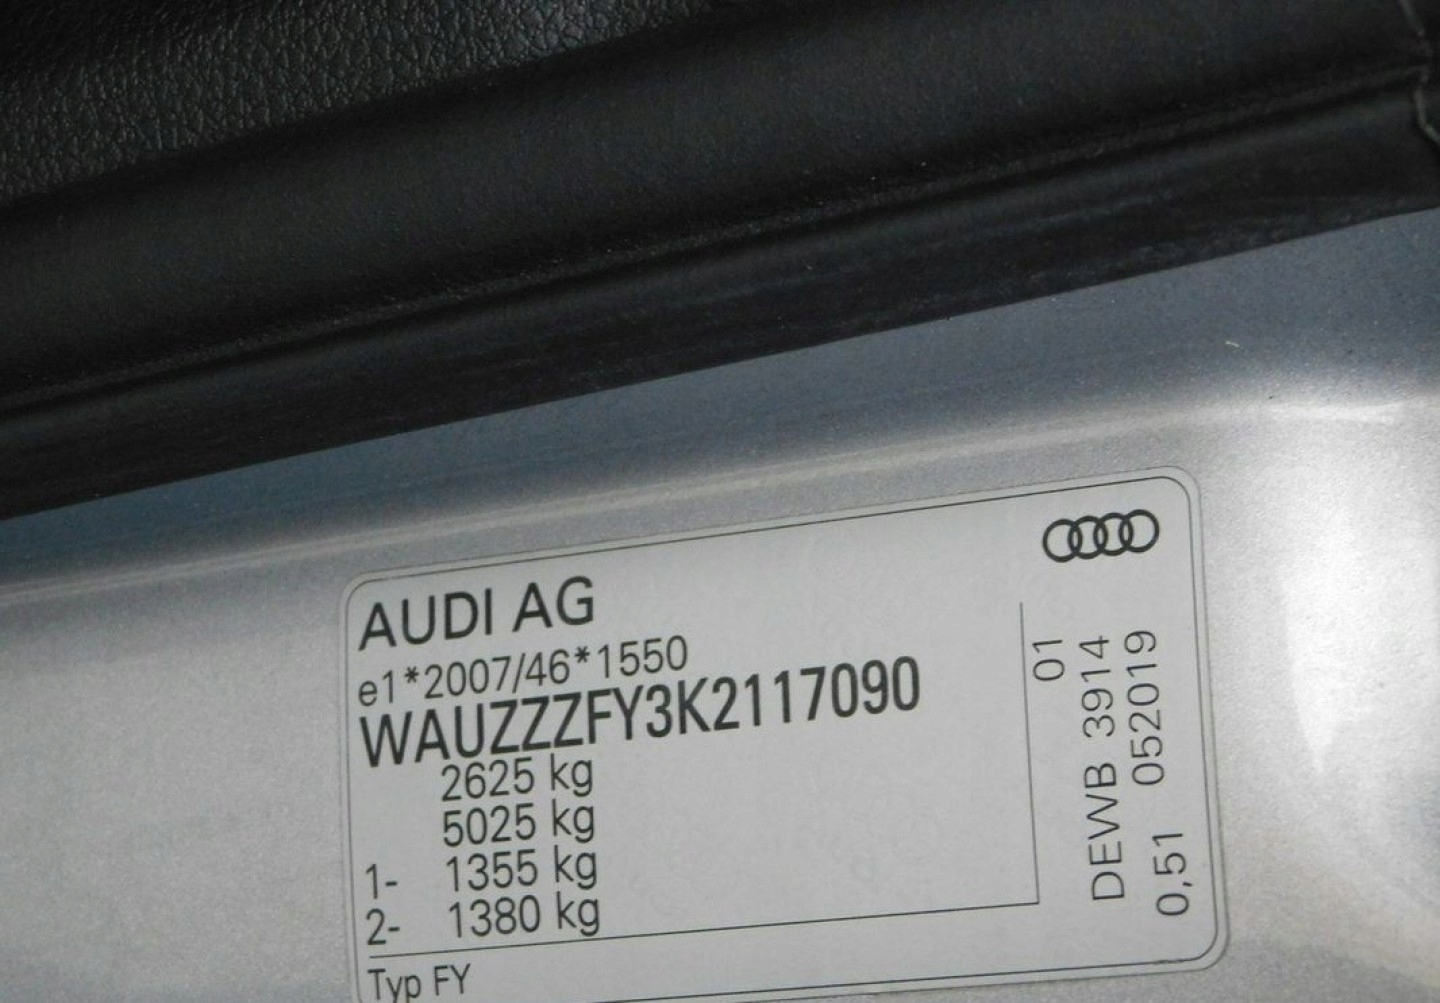 AUDI AG
e1*2007/46*1550
WAUZZZFY3K2117090
2625 kg
5025 kg
1- 1355 kg
2- 1380 kg
Typ FY
01
DEWB 3914
0,51 052019